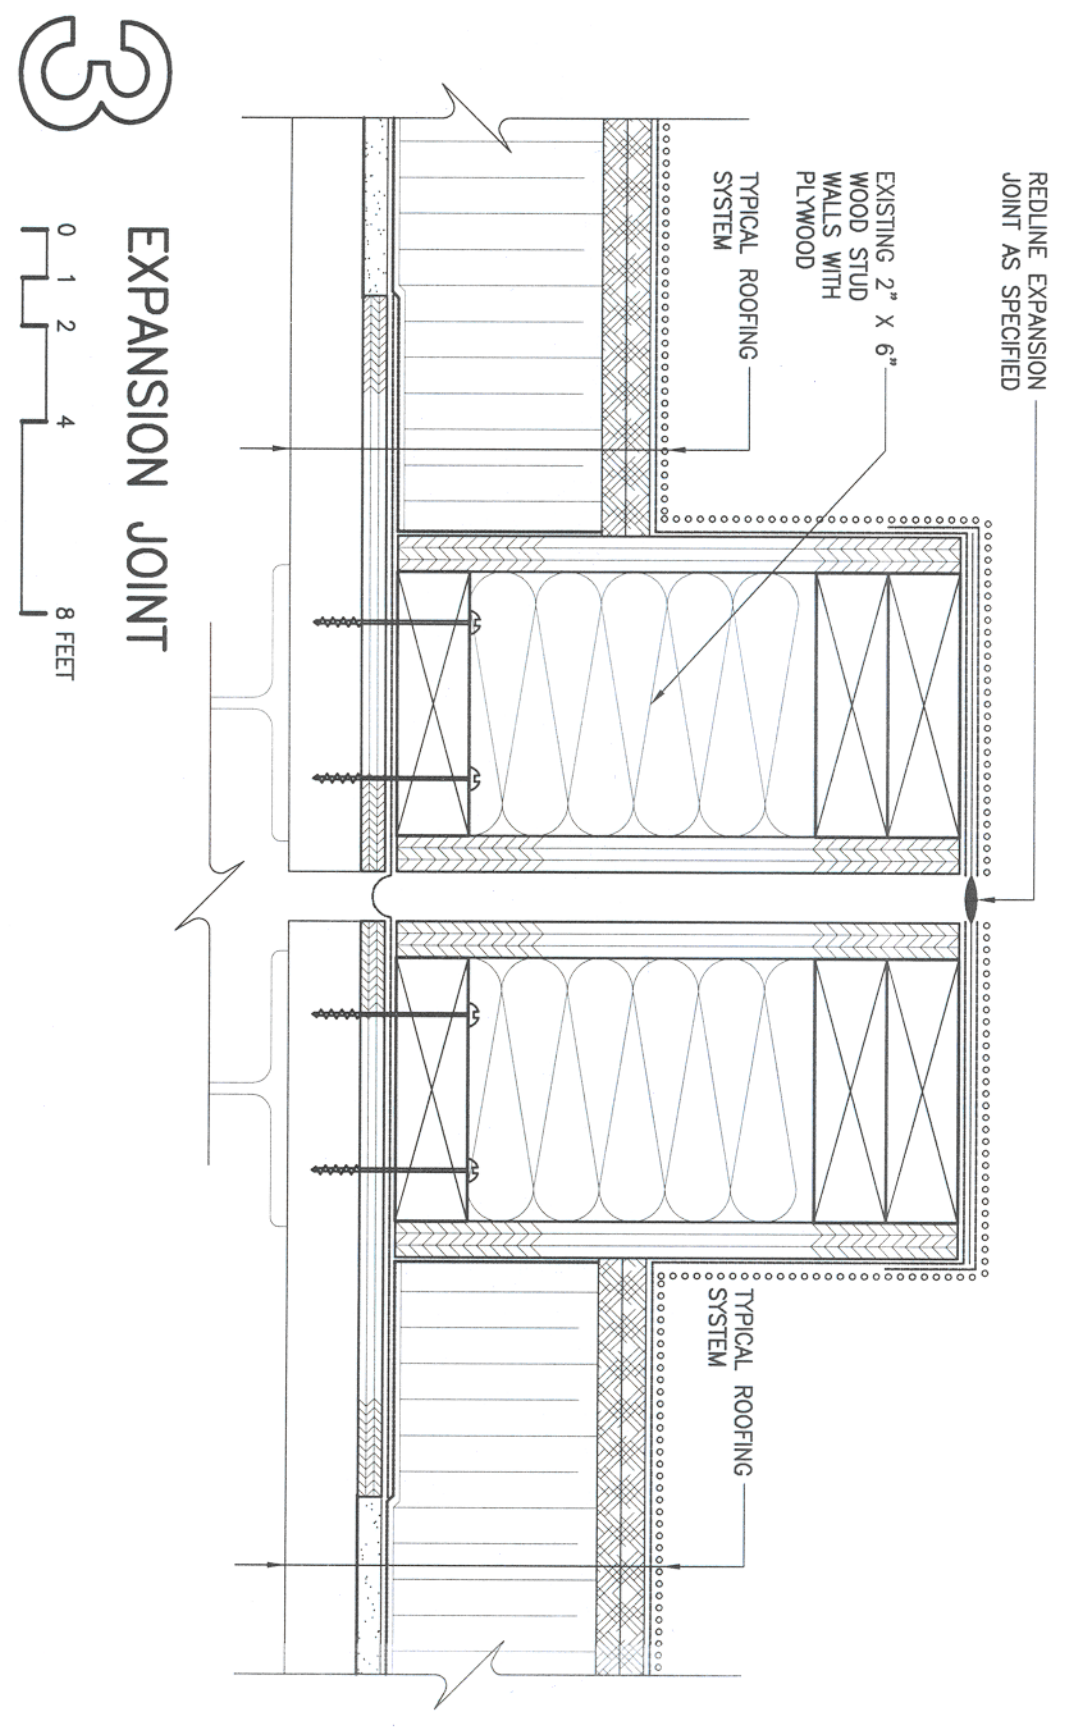 REDLINE EXPANSION
JOINT AS SPECIFIED
EXISTING 2" X 6"
WOOD STUD
WALLS WITH
PLYWOOD
TYPICAL ROOFING
SYSTEM
TYPICAL ROOFING
SYSTEM
3
EXPANSION JOINT
0 1 2 4 8 FEET